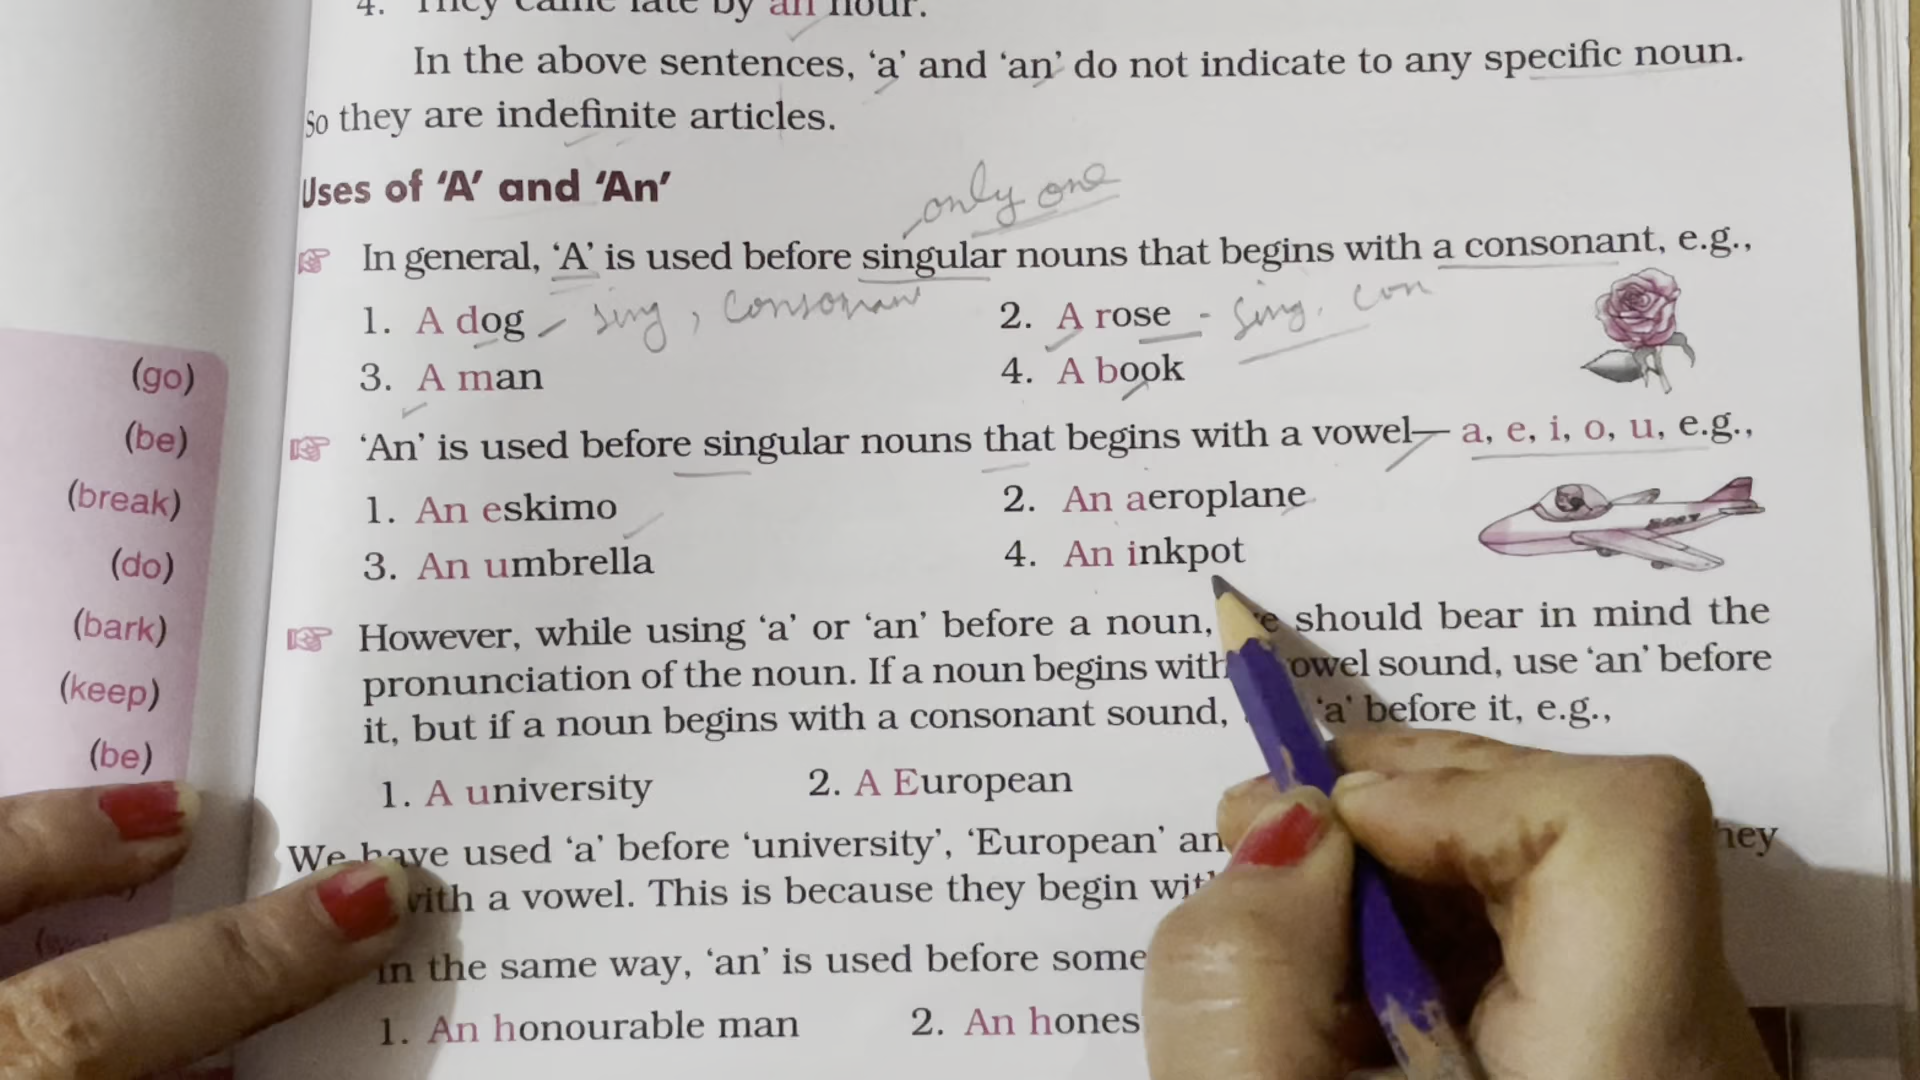 4. They came late by an hour.
In the above sentences, ‘a’ and ‘an’ do not indicate to any specific noun.
So they are indefinite articles.
Uses of ‘A’ and ‘An’
only one
In general, ‘A’ is used before singular nouns that begins with a consonant, e.g.,
1. A dog – sing, consonant
2. A rose - sing. con
3. A man
4. A book
‘An’ is used before singular nouns that begins with a vowel— a, e, i, o, u, e.g.,
1. An eskimo
2. An aeroplane
3. An umbrella
4. An inkpot
However, while using ‘a’ or ‘an’ before a noun, should bear in mind the
pronunciation of the noun. If a noun begins with vowel sound, use ‘an’ before
it, but if a noun begins with a consonant sound, ‘a’ before it, e.g.,
1. A university
2. A European
We have used ‘a’ before ‘university’, ‘European’
with a vowel. This is because they begin
in the same way, ‘an’ is used before some
1. An honourable man
2. An
(go)
(be)
(break)
(do)
(bark)
(keep)
(be)